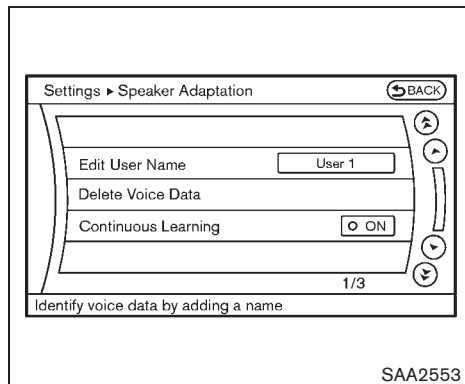 Settings ▶ Speaker Adaptation BACK
Edit User Name User 1
Delete Voice Data
Continuous Learning ON
1/3
Identify voice data by adding a name
SAA2553